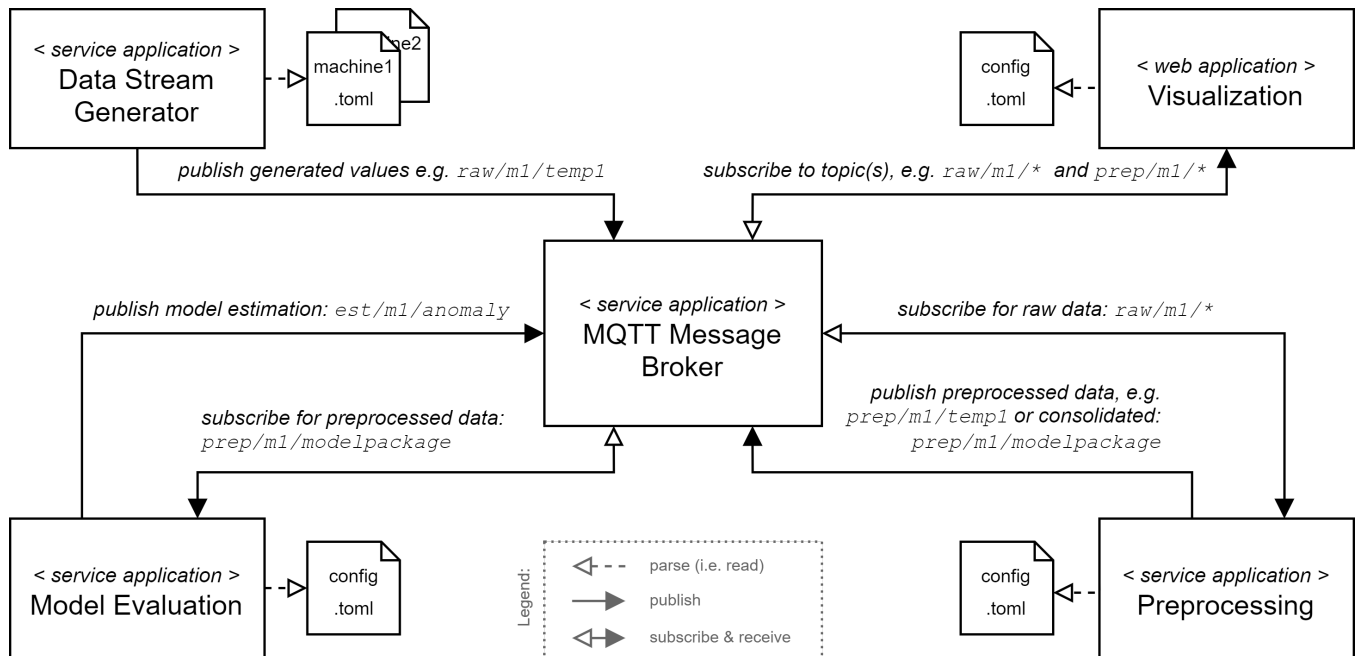 < service application >
Data Stream
Generator
machine1
.toml
ine2
config
.toml
< web application >
Visualization
publish generated values e.g. raw/m1/temp1
subscribe to topic(s), e.g. raw/m1/* and prep/m1/*
< service application >
MQTT Message
Broker
publish model estimation: est/m1/anomaly
subscribe for raw data: raw/m1/*
subscribe for preprocessed data:
prep/m1/modelpackage
publish preprocessed data, e.g.
prep/m1/temp1 or consolidated:
prep/m1/modelpackage
< service application >
Model Evaluation
config
.toml
Legend:
parse (i.e. read)
publish
subscribe & receive
config
.toml
< service application >
Preprocessing